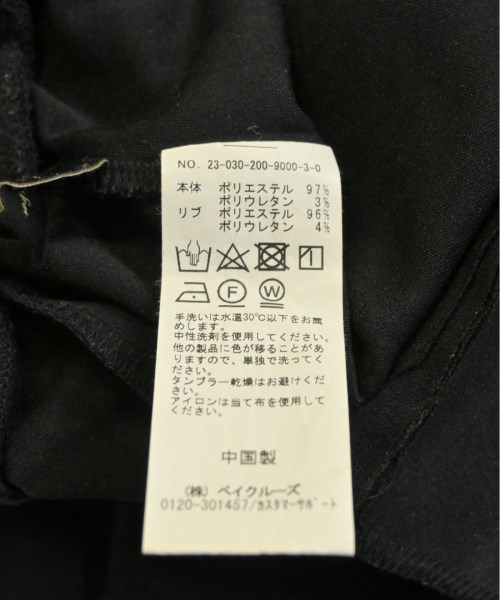 NO. 23-030-200-9000-3-0
本体 ポリエステル 97%
ポリウレタン 3%
リブ ポリエステル 96%
ポリウレタン 4%
F W
手洗いは水温30℃以下をお薦
めします。
中性洗剤を使用してください。
他の製品に色が移ることがあ
りますので、単独で洗ってく
ださい。
タンブラー乾燥はお避けくだ
さい。
アイロンは当て布を使用して
ください。
中国製
(株) ベイクルーズ
0120-301457/カスタマーサポート